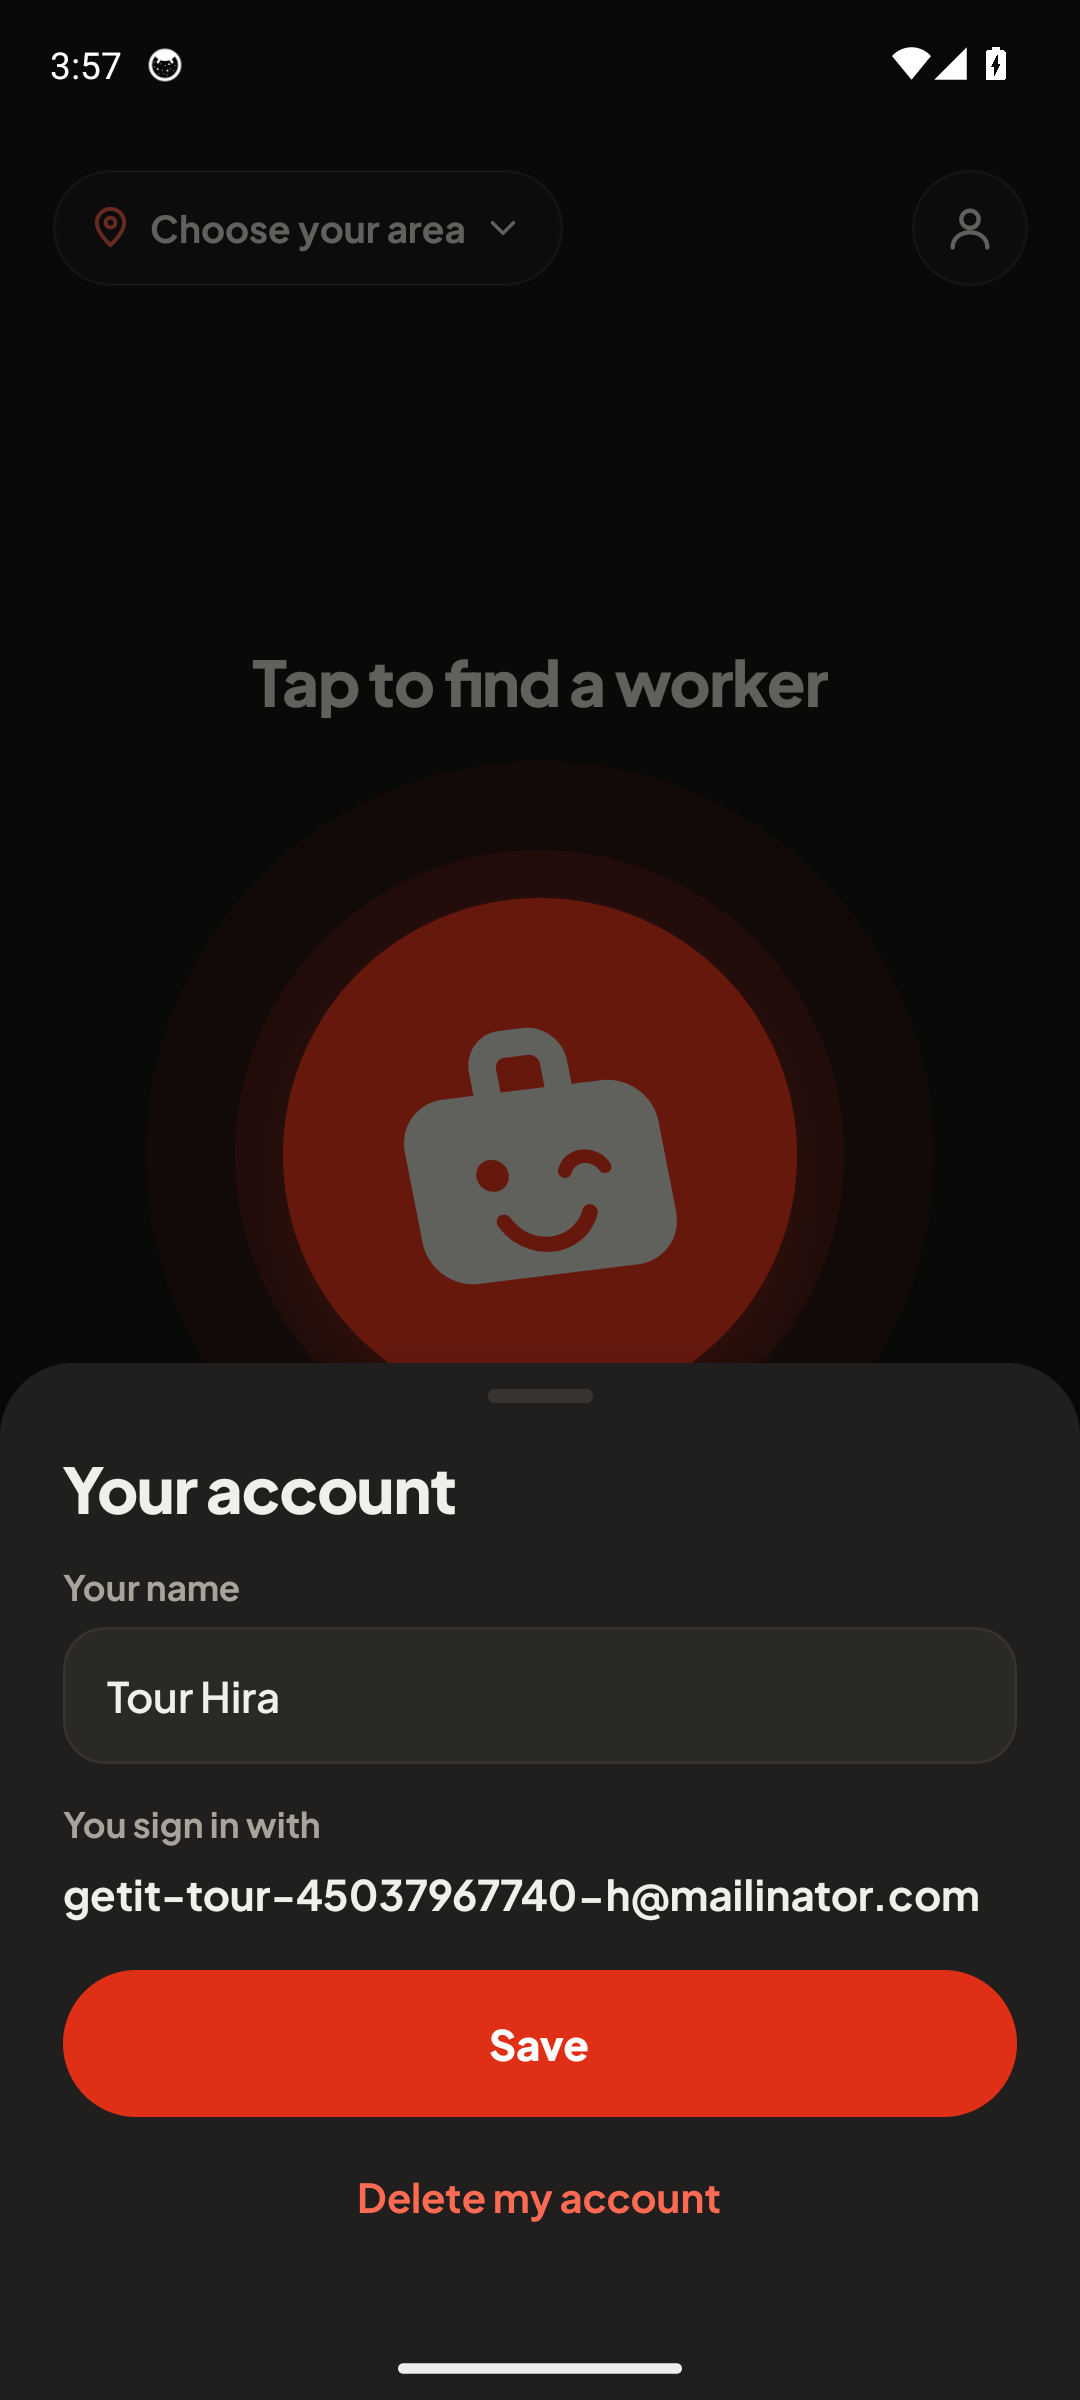 3:57
Choose your area
Tap to find a worker
Your account
Your name
Tour Hira
You sign in with
getit-tour-45037967740-h@mailinator.com
Save
Delete my account